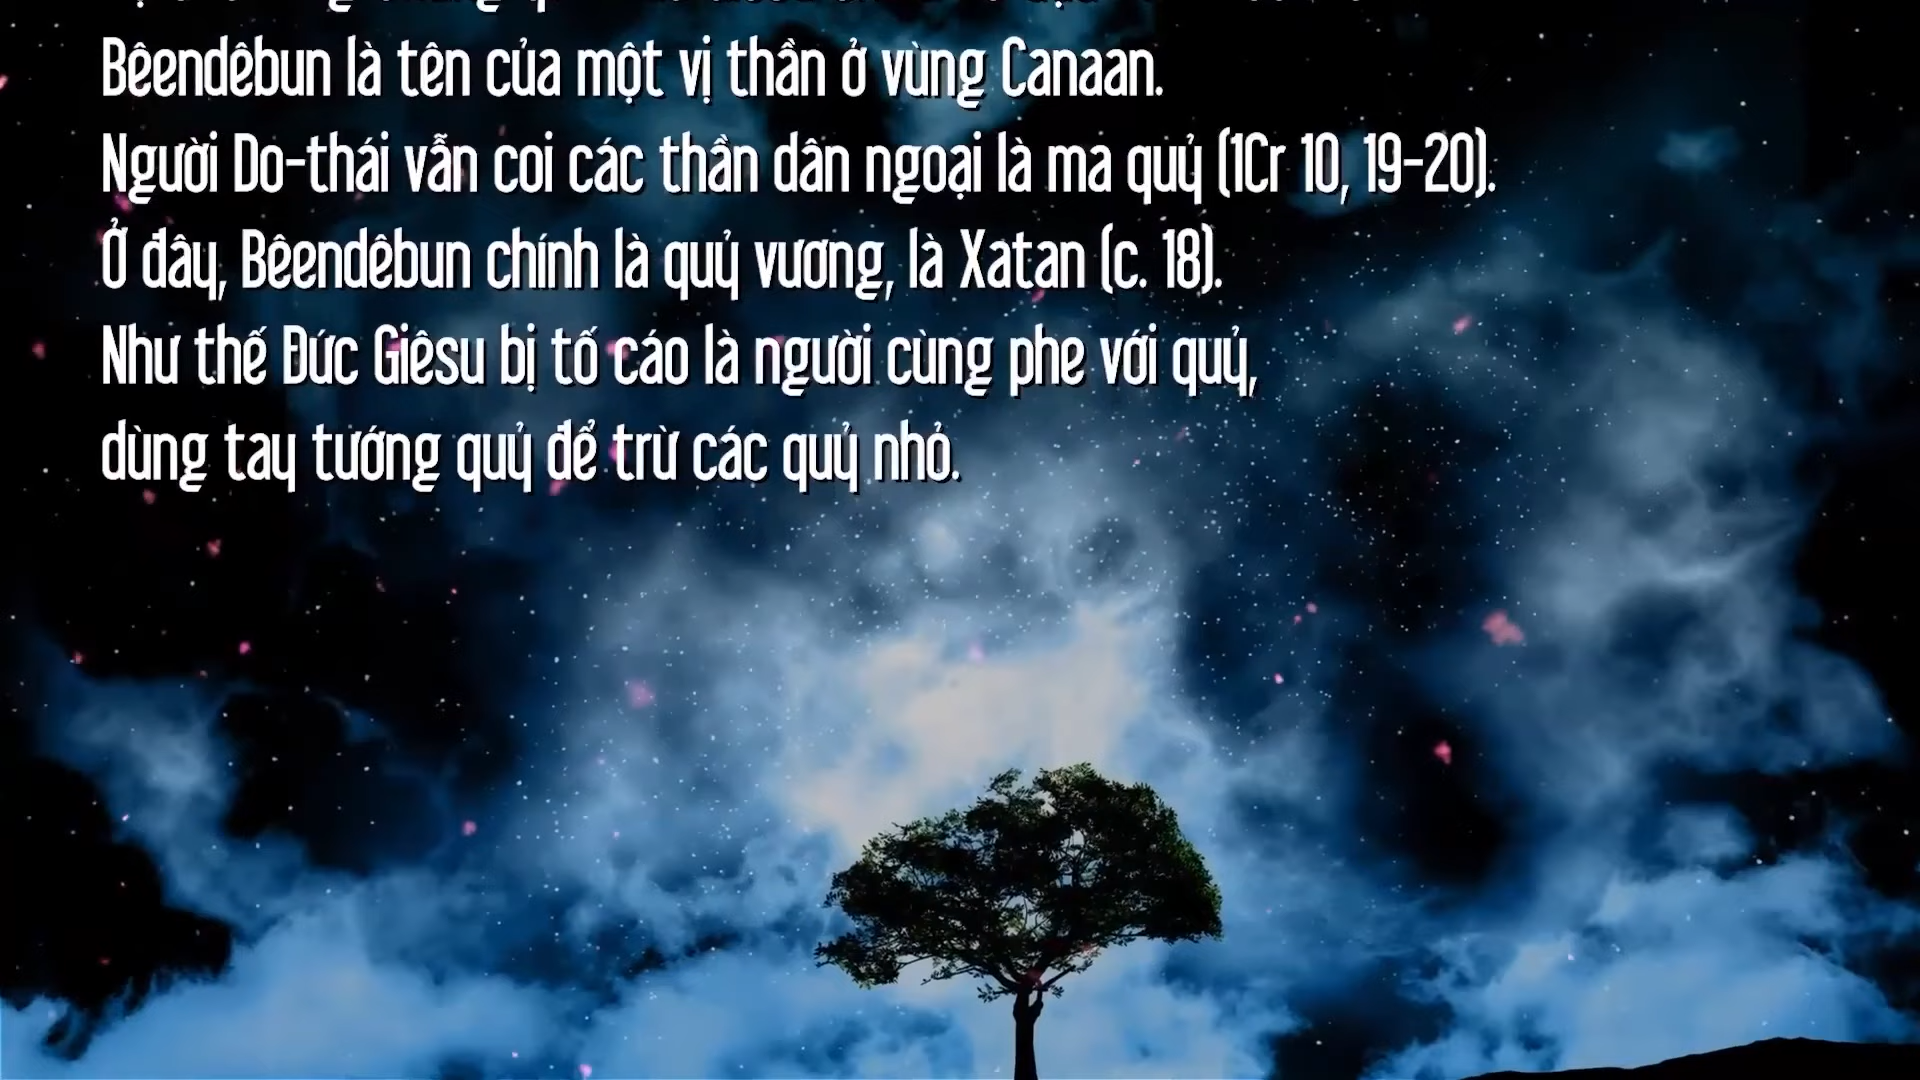 Bêendêbun là tên của một vị thần ở vùng Canaan.
Người Do-thái vẫn coi các thần dân ngoại là ma quỷ (1Cr 10, 19-20).
Ở đây, Bêendêbun chính là quỷ vương, là Xatan (c. 18).
Như thế Đức Giêsu bị tố cáo là người cùng phe với quỷ,
dùng tay tướng quỷ để trừ các quỷ nhỏ.